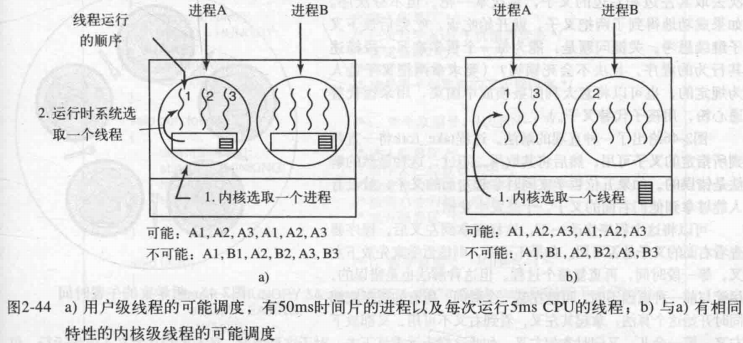 线程运行
的顺序
进程A
进程B
2. 运行时系统选
取一个线程
1 2 3
1. 内核选取一个进程
可能：A1, A2, A3, A1, A2, A3
不可能：A1, B1, A2, B2, A3, B3
a)
进程A
进程B
1 3 2
1. 内核选取一个线程
可能：A1, A2, A3, A1, A2, A3
也可能：A1, B1, A2, B2, A3, B3
b)
图2-44 a) 用户级线程的可能调度，有50ms时间片的进程以及每次运行5ms CPU的线程；b) 与a) 有相同
特性的内核级线程的可能调度